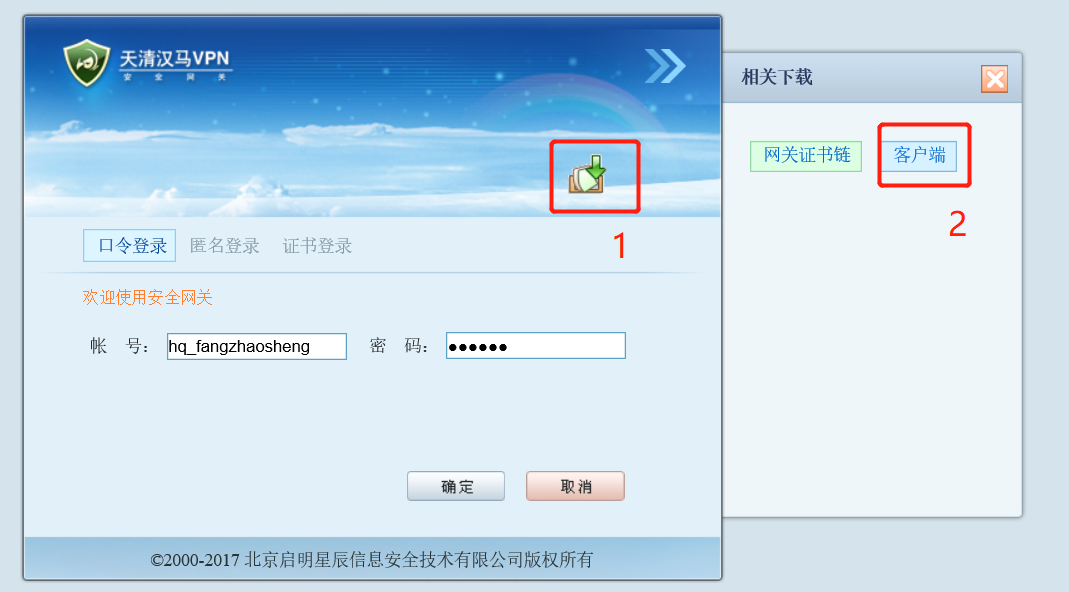 天清汉马VPN
安全网关
相关下载
网关证书链 客户端
1
2
口令登录 匿名登录 证书登录
欢迎使用安全网关
帐 号： hq_fangzhaosheng 密 码： ●●●●●●
确定 取消
©2000-2017 北京启明星辰信息安全技术有限公司版权所有